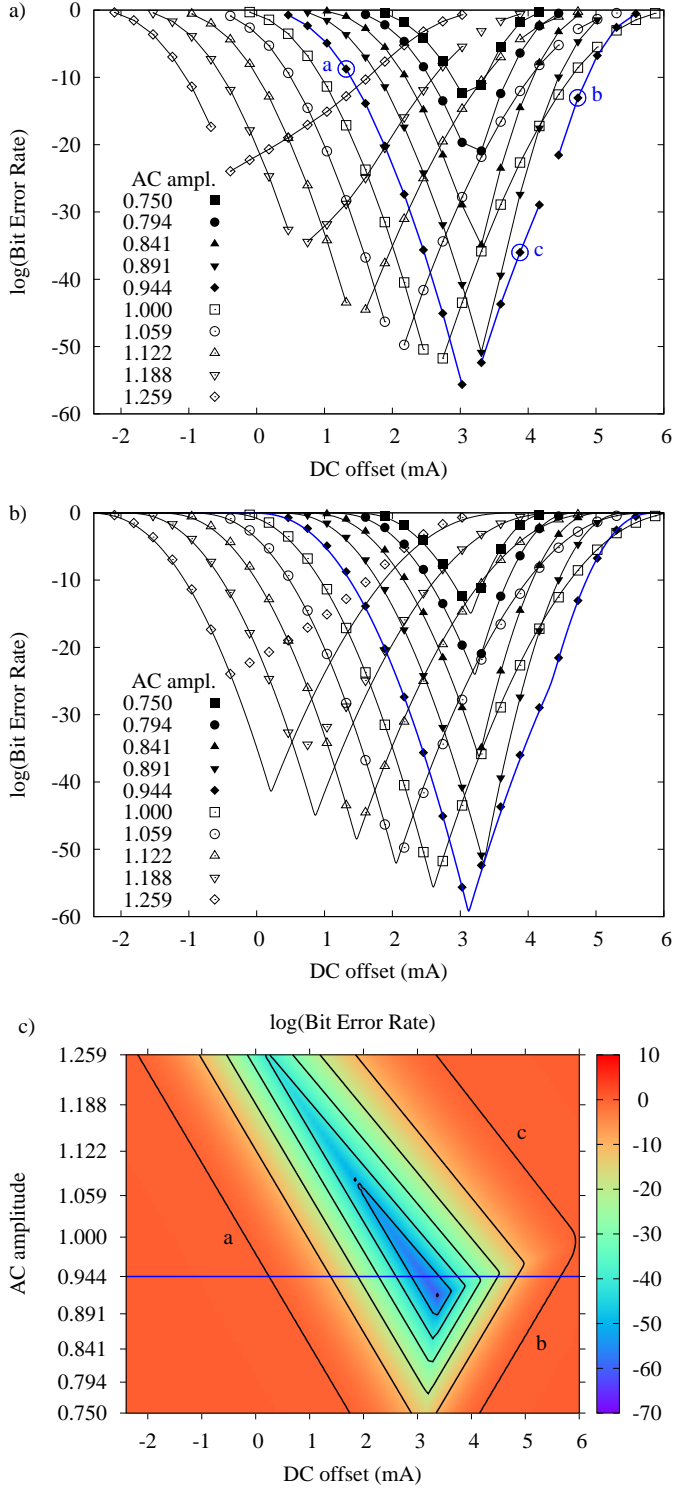 a)
0
-10
-20
-30
-40
-50
-60
log(Bit Error Rate)
a
b
c
AC ampl.
0.750
0.794
0.841
0.891
0.944
1.000
1.059
1.122
1.188
1.259
-2 -1 0 1 2 3 4 5 6
DC offset (mA)
b)
0
-10
-20
-30
-40
-50
-60
log(Bit Error Rate)
AC ampl.
0.750
0.794
0.841
0.891
0.944
1.000
1.059
1.122
1.188
1.259
-2 -1 0 1 2 3 4 5 6
DC offset (mA)
c)
log(Bit Error Rate)
1.259
1.188
1.122
1.059
1.000
0.944
0.891
0.841
0.794
0.750
AC amplitude
a
b
c
10
0
-10
-20
-30
-40
-50
-60
-70
-2 -1 0 1 2 3 4 5 6
DC offset (mA)